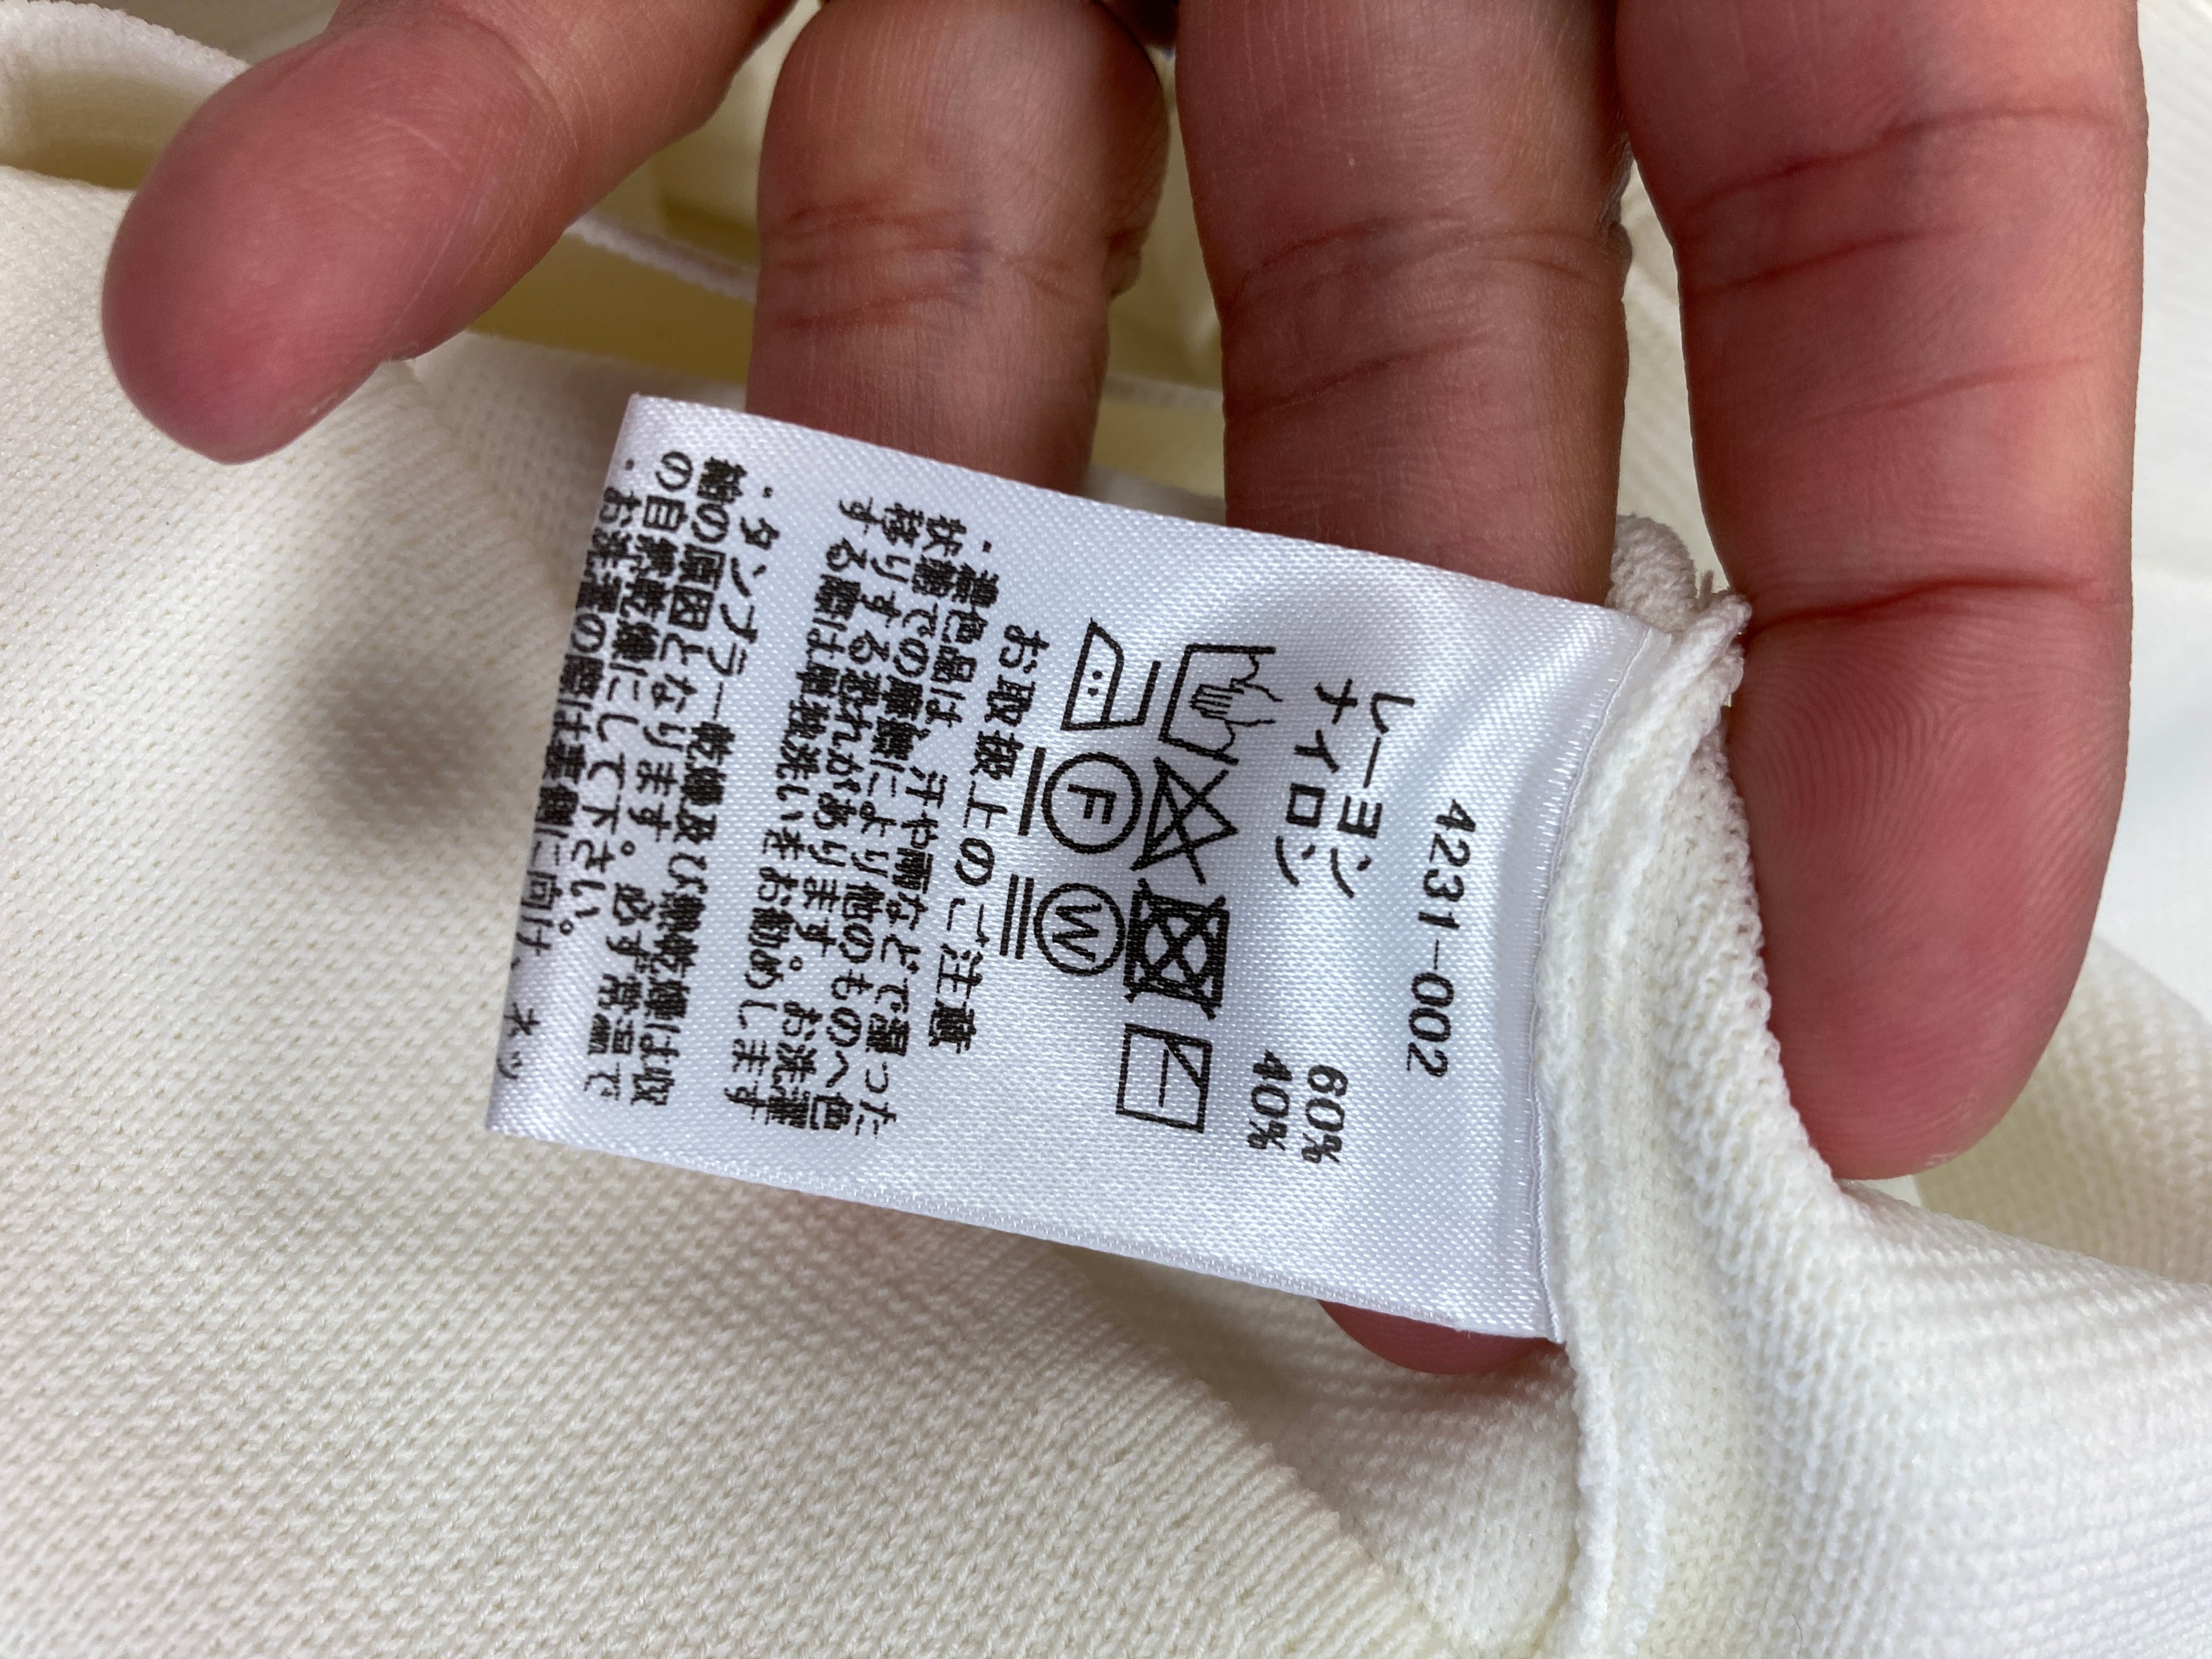 4231-002
レーヨン 60%
ナイロン 40%
F
W
お取扱上のご注意
・濃色品は、汗や雨などで湿った
状態での摩擦により他のものへ色
移りする恐れがあります。お洗濯
する際は単独洗いをお勧めします
・タンブラー乾燥及び熱乾燥は収
縮の原因となります。必ず常温で
の自然乾燥にして下さい。
・お洗濯の際は裏側に向け、ネッ